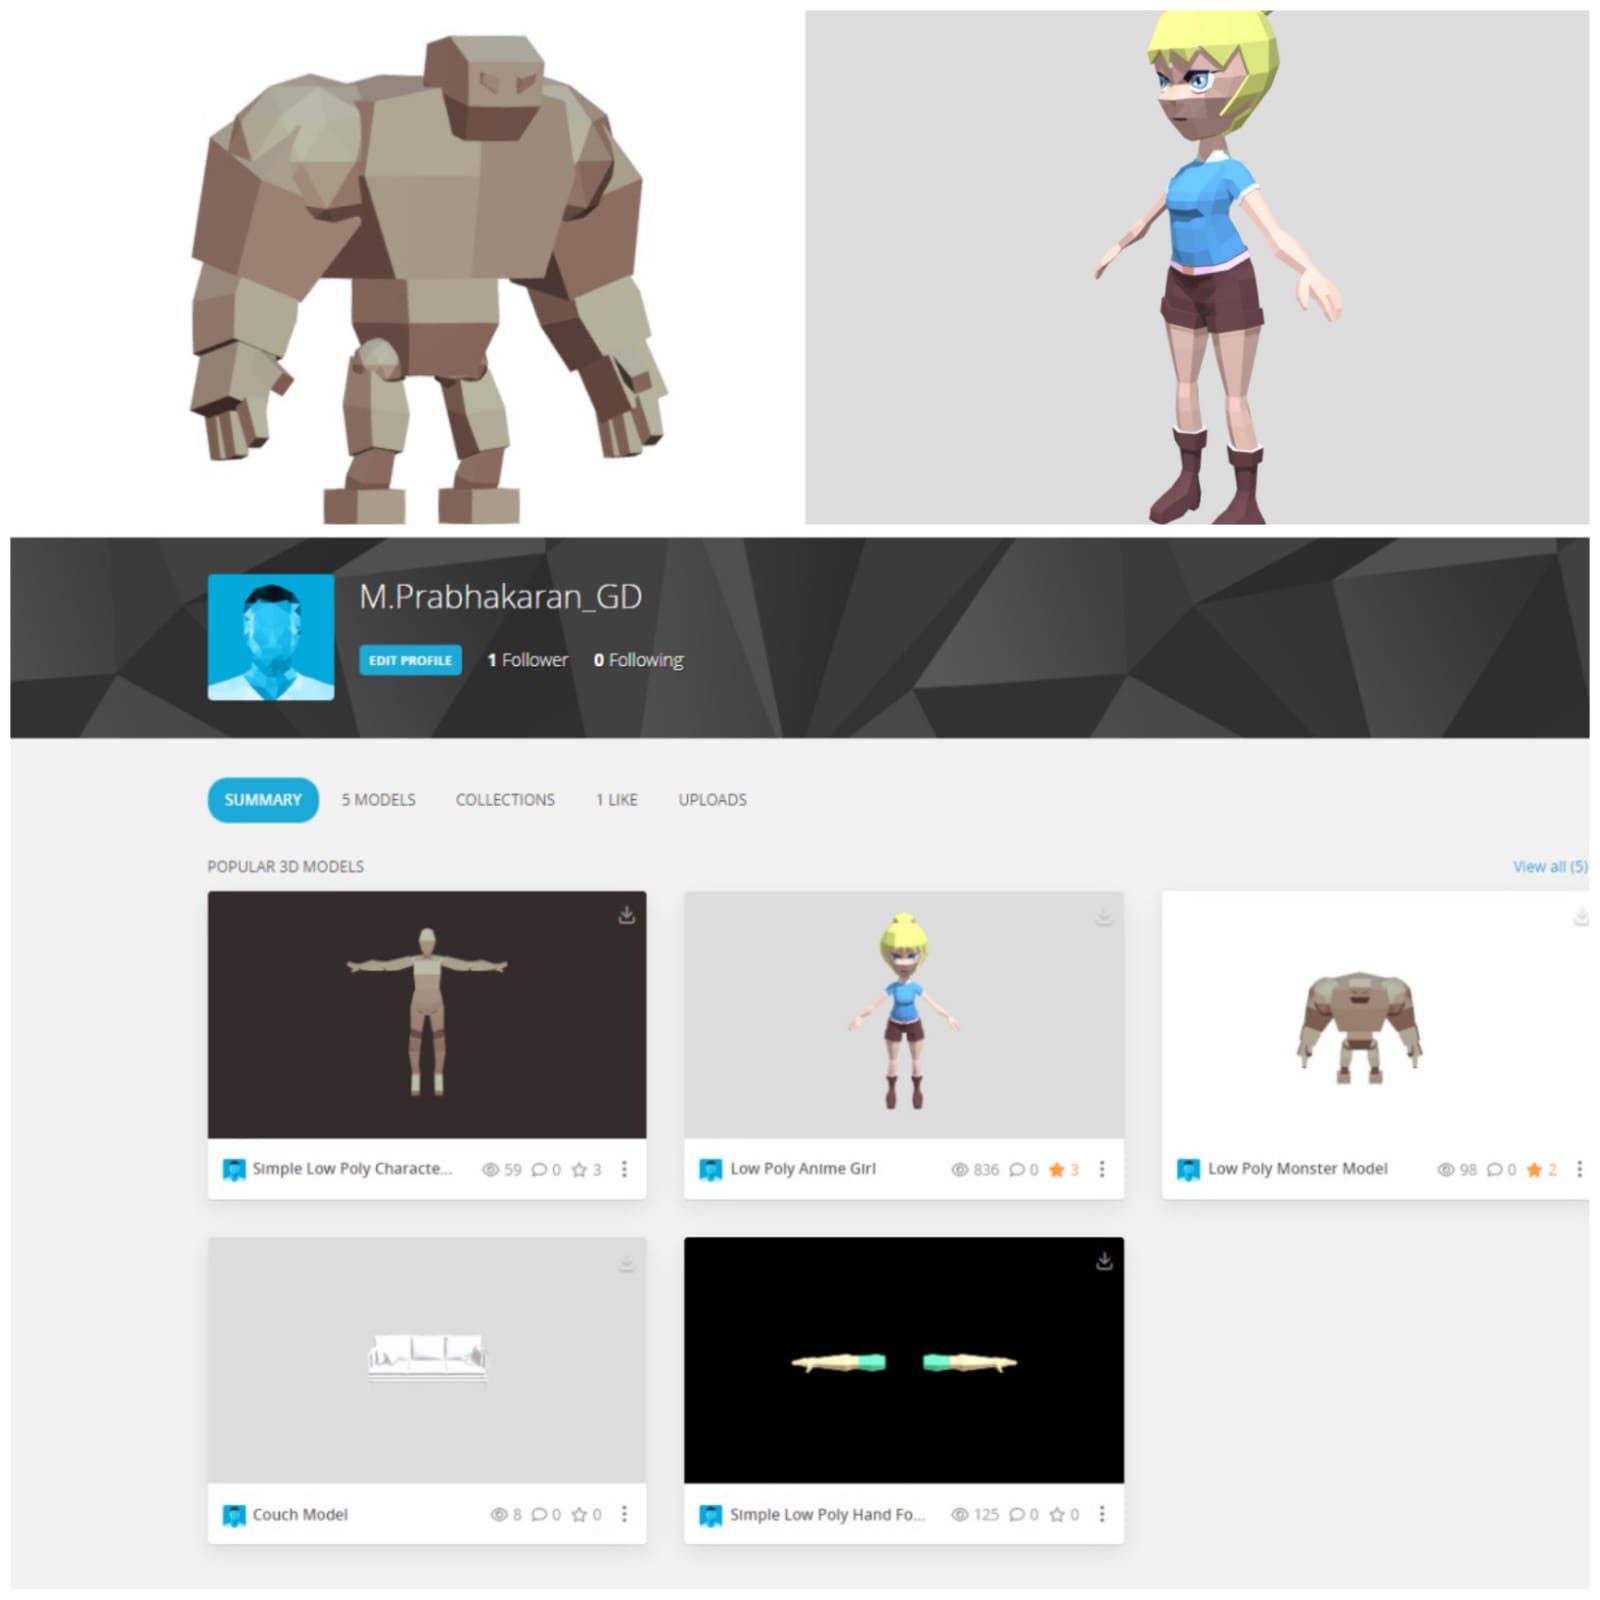 M.Prabhakaran_GD
EDIT PROFILE 1 Follower 0 Following
SUMMARY 5 MODELS COLLECTIONS 1 LIKE UPLOADS
POPULAR 3D MODELS View all (5)
Simple Low Poly Characte... 59 0 3
Low Poly Anime Girl 836 0 3
Low Poly Monster Model 98 0 2
Couch Model 8 0 0
Simple Low Poly Hand Fo... 125 0 0